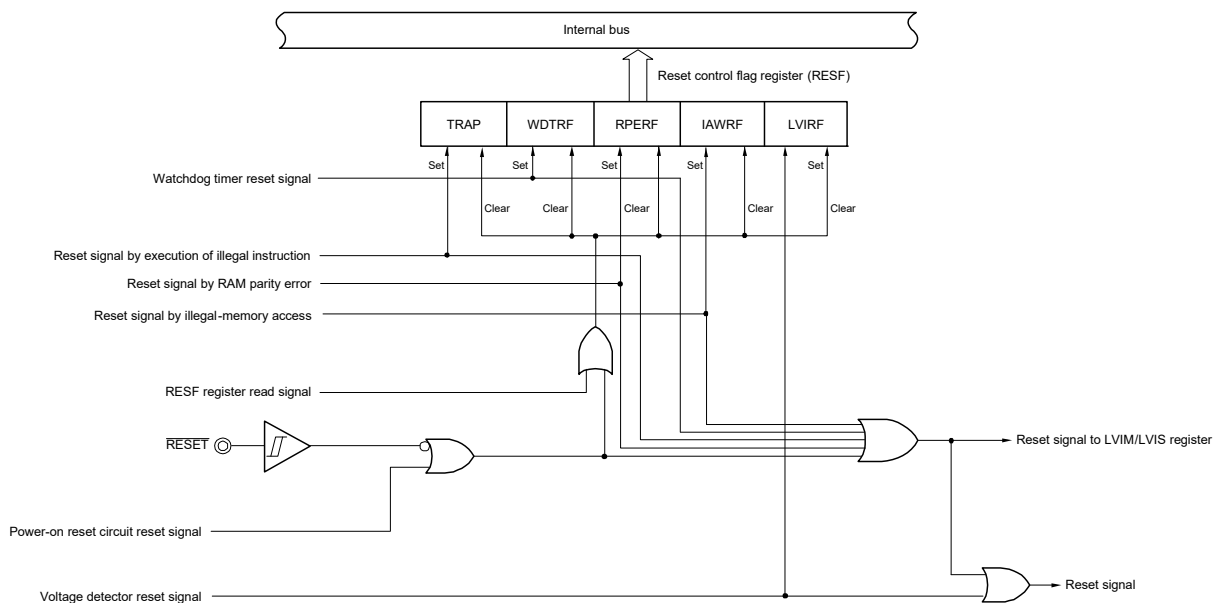 Internal bus
Reset control flag register (RESF)
TRAP WDTRF RPERF IAWRF LVIRF
Set Set Set Set Set
Watchdog timer reset signal
Clear Clear Clear Clear Clear
Reset signal by execution of illegal instruction
Reset signal by RAM parity error
Reset signal by illegal-memory access
RESF register read signal
RESET
Reset signal to LVIM/LVIS register
Power-on reset circuit reset signal
Reset signal
Voltage detector reset signal